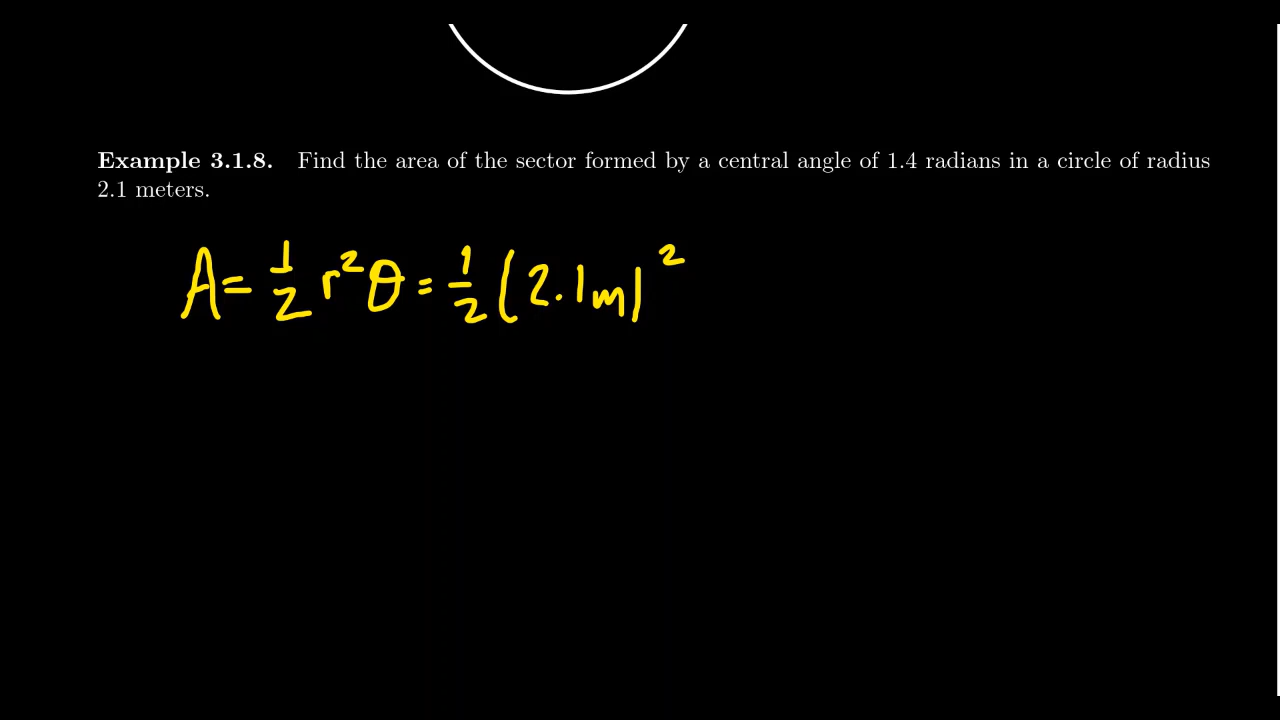 Example 3.1.8. Find the area of the sector formed by a central angle of 1.4 radians in a circle of radius
2.1 meters.
A = 1/2 r²θ = 1/2 (2.1m)²